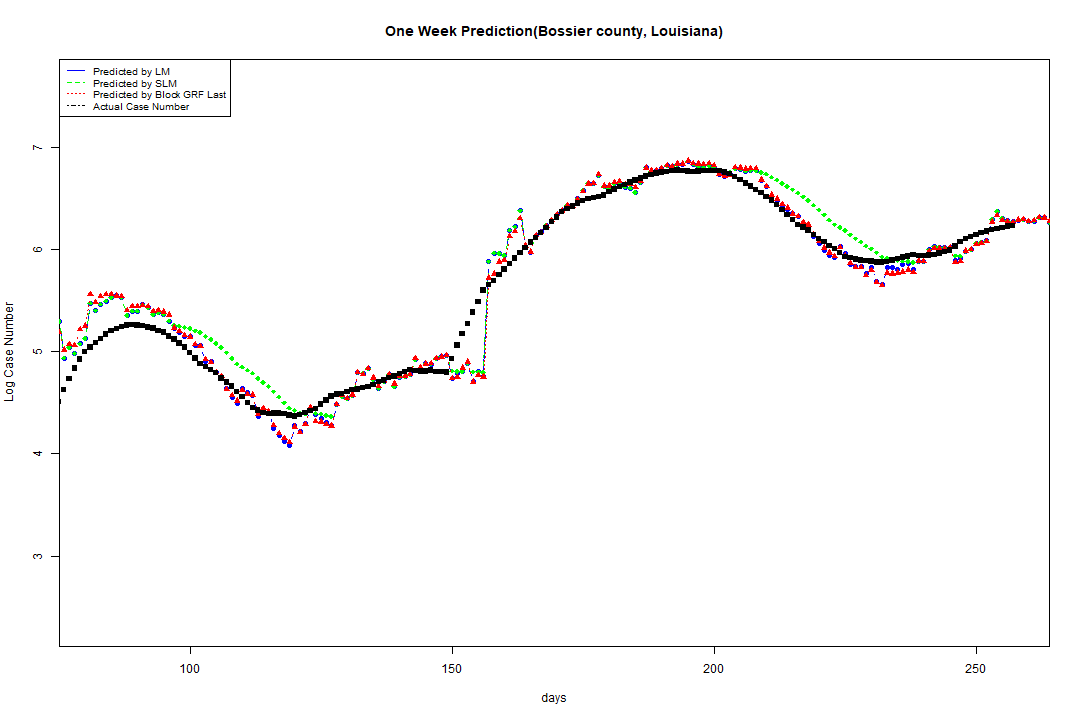 One Week Prediction(Bossier county, Louisiana)
Predicted by LM
Predicted by SLM
Predicted by Block GRF Last
Actual Case Number
7
6
5
4
3
Log Case Number
100 150 200 250
days